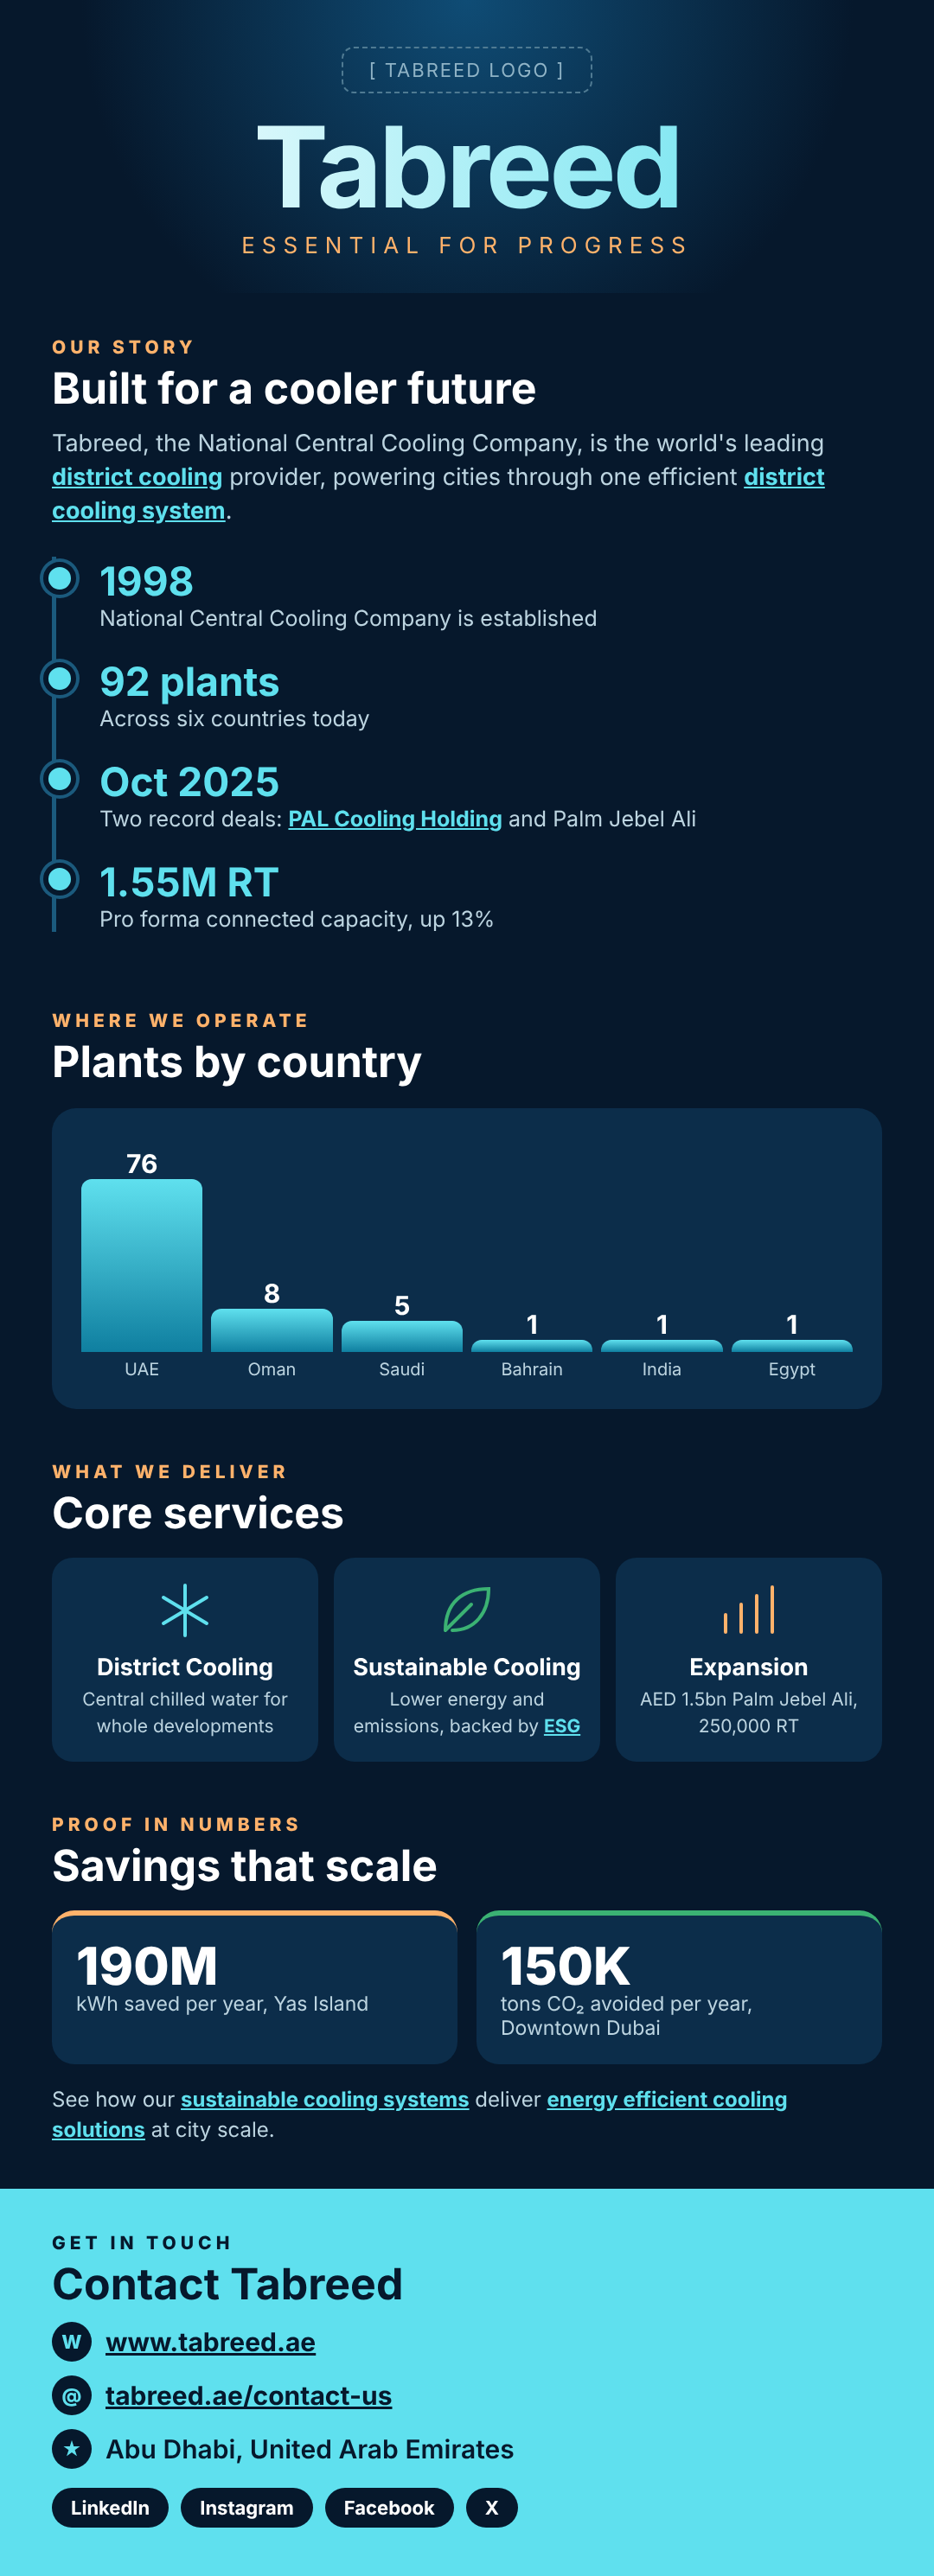 [ TABREED LOGO ]
Tabreed
ESSENTIAL FOR PROGRESS
OUR STORY
Built for a cooler future
Tabreed, the National Central Cooling Company, is the world's leading
district cooling provider, powering cities through one efficient district
cooling system.
1998
National Central Cooling Company is established
92 plants
Across six countries today
Oct 2025
Two record deals: PAL Cooling Holding and Palm Jebel Ali
1.55M RT
Pro forma connected capacity, up 13%
WHERE WE OPERATE
Plants by country
76
8
5
1
1
1
UAE
Oman
Saudi
Bahrain
India
Egypt
WHAT WE DELIVER
Core services
District Cooling
Central chilled water for
whole developments
Sustainable Cooling
Lower energy and
emissions, backed by ESG
Expansion
AED 1.5bn Palm Jebel Ali,
250,000 RT
PROOF IN NUMBERS
Savings that scale
190M
kWh saved per year, Yas Island
150K
tons CO₂ avoided per year,
Downtown Dubai
See how our sustainable cooling systems deliver energy efficient cooling
solutions at city scale.
GET IN TOUCH
Contact Tabreed
W www.tabreed.ae
@ tabreed.ae/contact-us
★ Abu Dhabi, United Arab Emirates
LinkedIn Instagram Facebook X